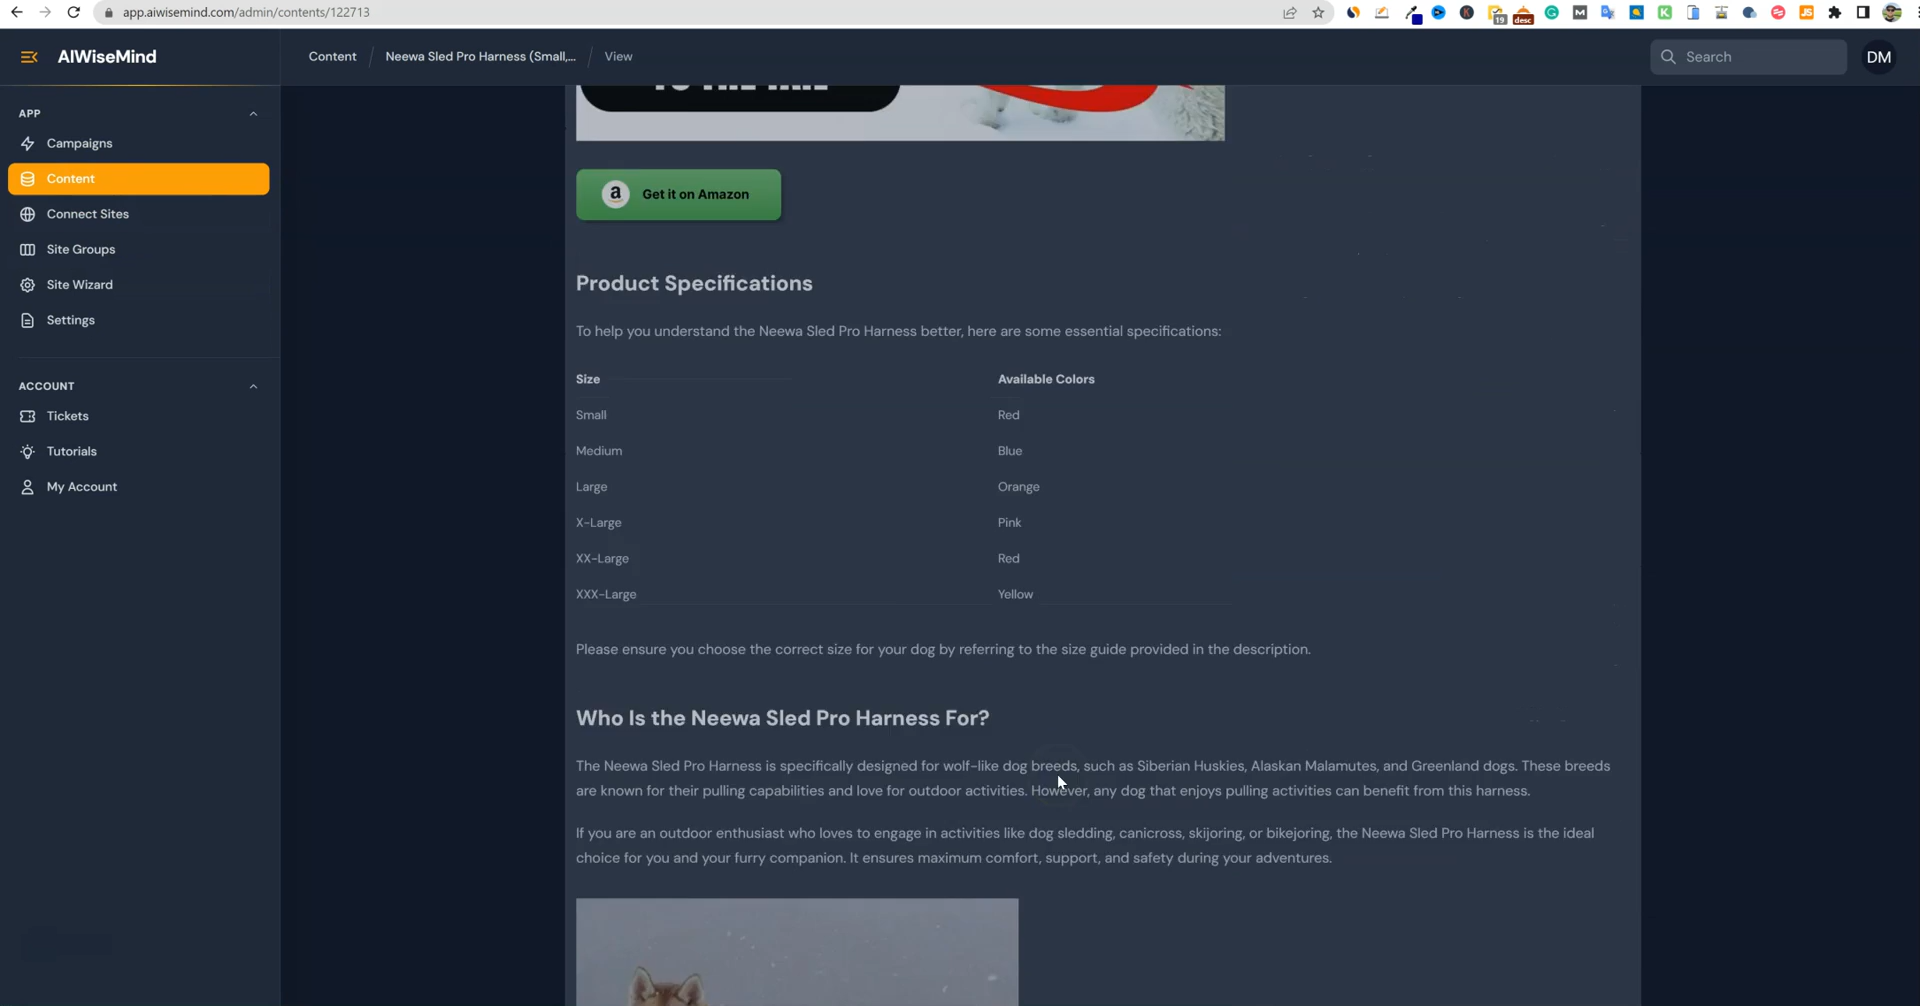 app.aiwisemind.com/admin/contents/122713
AIWiseMind
Content / Neewa Sled Pro Harness (Small,... / View
Search
DM
APP
Campaigns
Content
Connect Sites
Site Groups
Site Wizard
Settings
ACCOUNT
Tickets
Tutorials
My Account
a Get it on Amazon
Product Specifications
To help you understand the Neewa Sled Pro Harness better, here are some essential specifications:
Size Available Colors
Small Red
Medium Blue
Large Orange
X-Large Pink
XX-Large Red
XXX-Large Yellow
Please ensure you choose the correct size for your dog by referring to the size guide provided in the description.
Who Is the Neewa Sled Pro Harness For?
The Neewa Sled Pro Harness is specifically designed for wolf-like dog breeds, such as Siberian Huskies, Alaskan Malamutes, and Greenland dogs. These breeds
are known for their pulling capabilities and love for outdoor activities. However, any dog that enjoys pulling activities can benefit from this harness.
If you are an outdoor enthusiast who loves to engage in activities like dog sledding, canicross, skijoring, or bikejoring, the Neewa Sled Pro Harness is the ideal
choice for you and your furry companion. It ensures maximum comfort, support, and safety during your adventures.